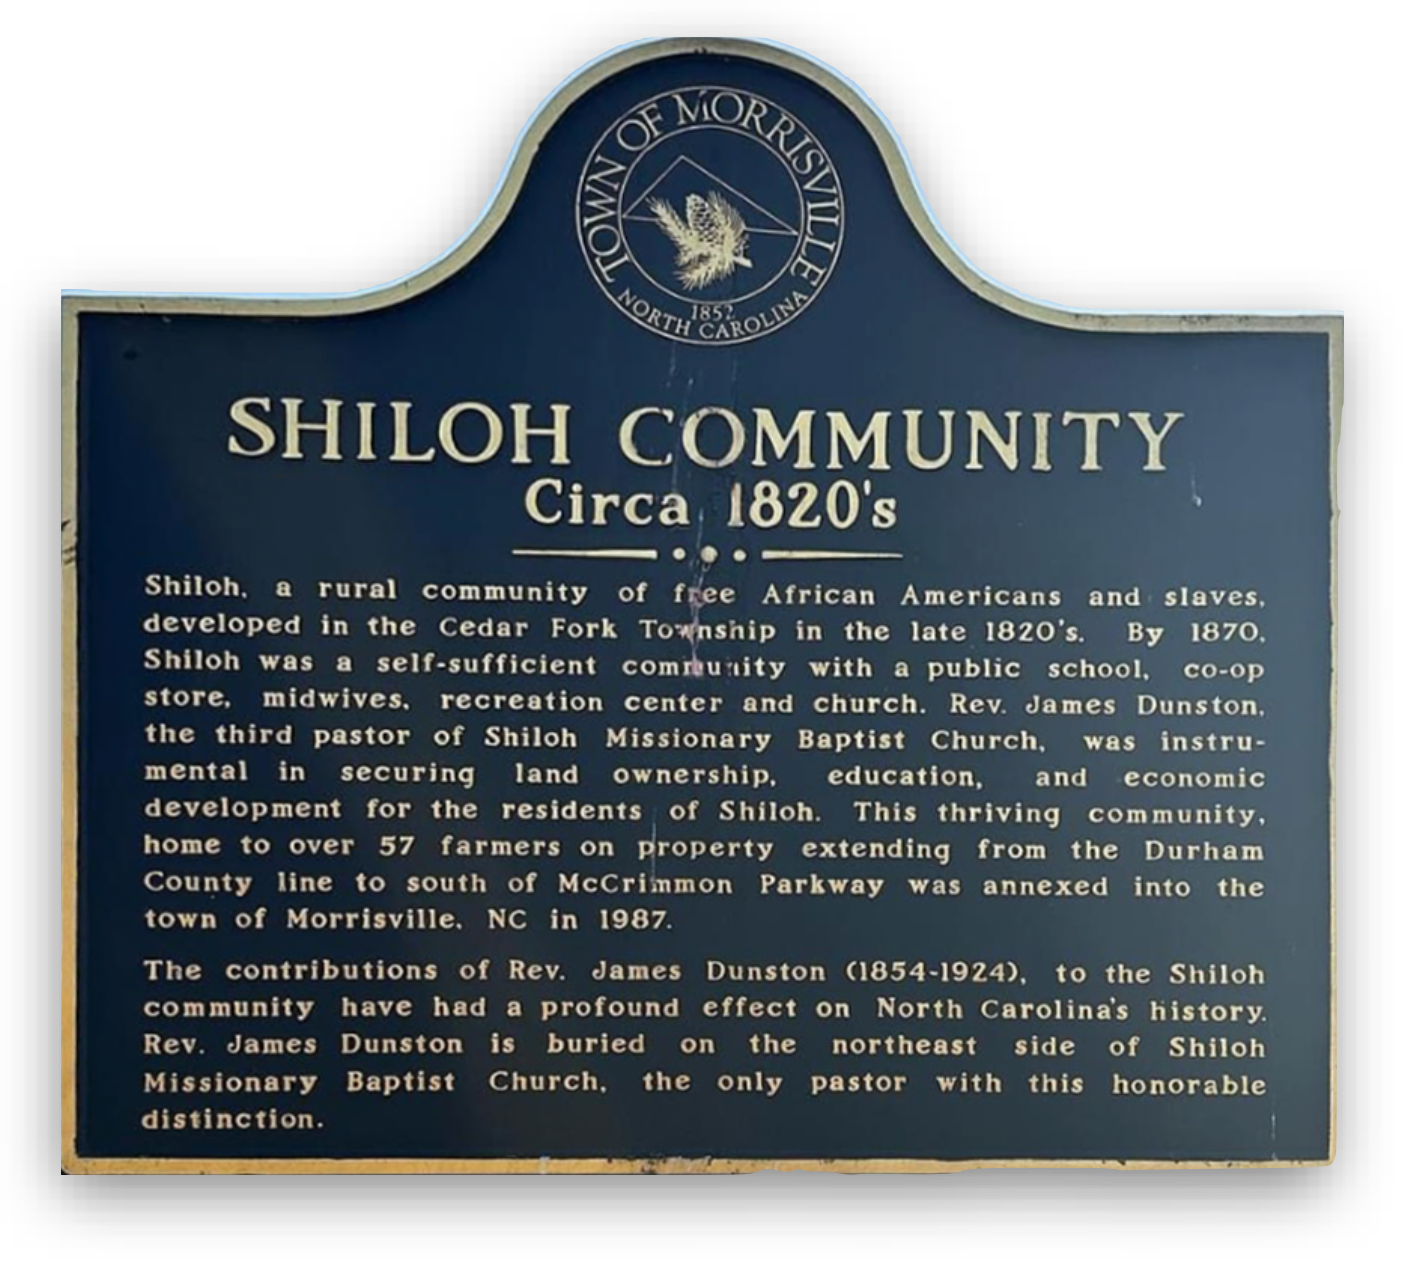 TOWN OF MORRISVILLE
1852
NORTH CAROLINA
SHILOH COMMUNITY
Circa 1820's
Shiloh, a rural community of free African Americans and slaves,
developed in the Cedar Fork Township in the late 1820's. By 1870,
Shiloh was a self-sufficient community with a public school, co-op
store, midwives, recreation center and church. Rev. James Dunston,
the third pastor of Shiloh Missionary Baptist Church, was instru-
mental in securing land ownership, education, and economic
development for the residents of Shiloh. This thriving community,
home to over 57 farmers on property extending from the Durham
County line to south of McCrimmon Parkway was annexed into the
town of Morrisville, NC in 1987.
The contributions of Rev. James Dunston (1854-1924), to the Shiloh
community have had a profound effect on North Carolina's history.
Rev. James Dunston is buried on the northeast side of Shiloh
Missionary Baptist Church, the only pastor with this honorable
distinction.